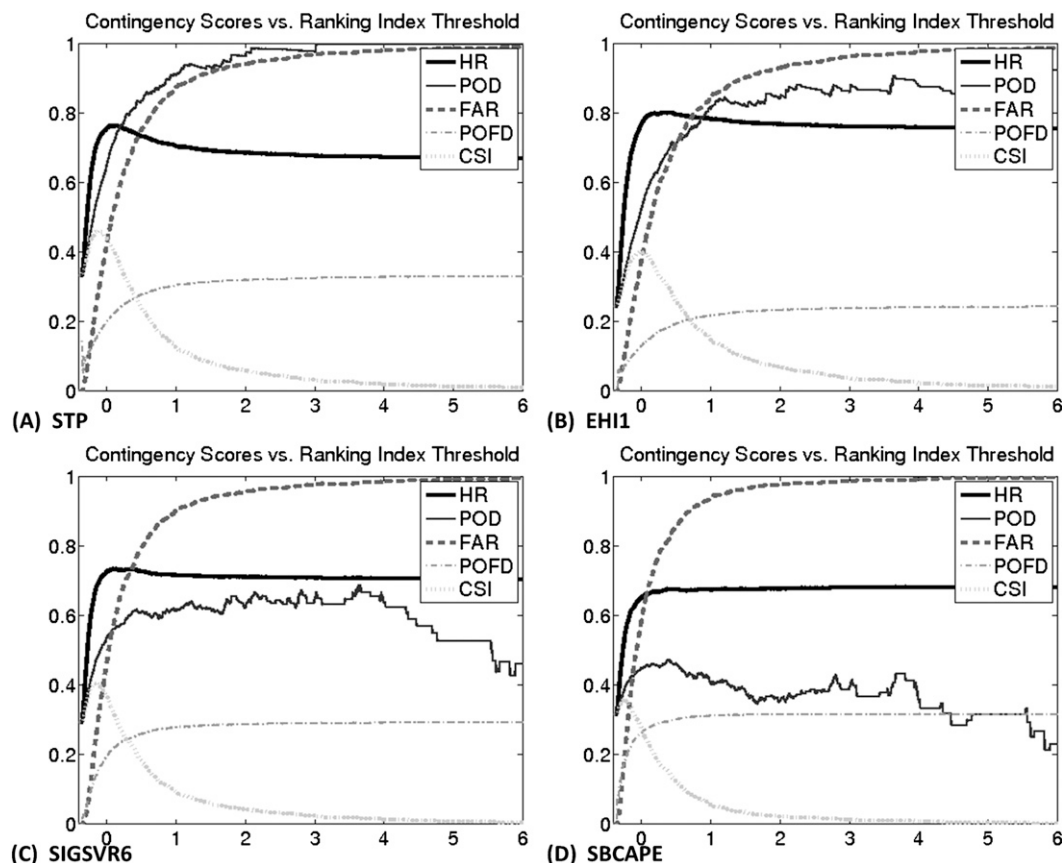 Contingency Scores vs. Ranking Index Threshold
Contingency Scores vs. Ranking Index Threshold
1
0.8
0.6
0.4
0.2
0
HR
POD
FAR
POFD
CSI
0 1 2 3 4 5 6
(A) STP
1
0.8
0.6
0.4
0.2
0
HR
POD
FAR
POFD
CSI
0 1 2 3 4 5 6
(B) EHI1
Contingency Scores vs. Ranking Index Threshold
Contingency Scores vs. Ranking Index Threshold
1
0.8
0.6
0.4
0.2
0
HR
POD
FAR
POFD
CSI
0 1 2 3 4 5 6
(C) SIGSVR6
1
0.8
0.6
0.4
0.2
0
HR
POD
FAR
POFD
CSI
0 1 2 3 4 5 6
(D) SBCAPE